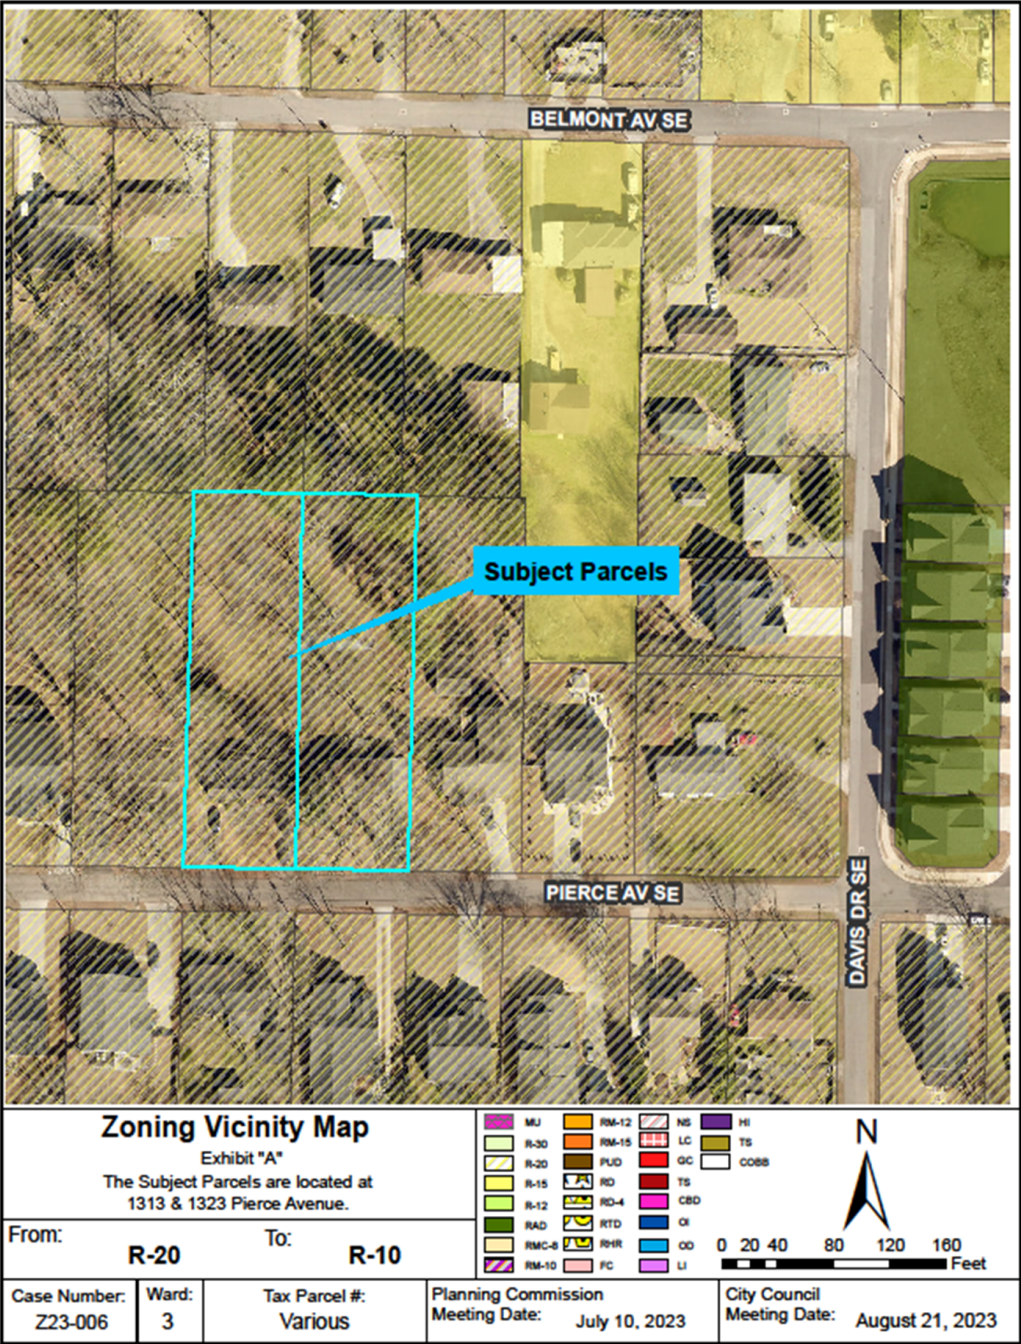 BELMONT AV SE
Subject Parcels
PIERCE AV SE
DAVIS DR SE
Zoning Vicinity Map
Exhibit "A"
The Subject Parcels are located at
1313 & 1323 Pierce Avenue.
From:
R-20
To:
R-10
MU
R-30
R-20
R-15
R-12
RAD
RMC-8
RM-10
RM-12
RM-15
PUD
RD
RD-4
RTD
RHR
FC
NS
LC
GC
TS
CBD
OI
OD
LI
HI
TS
COBB
N
0 20 40 80 120 160
Feet
Case Number:
Z23-006
Ward:
3
Tax Parcel #:
Various
Planning Commission
Meeting Date: July 10, 2023
City Council
Meeting Date: August 21, 2023